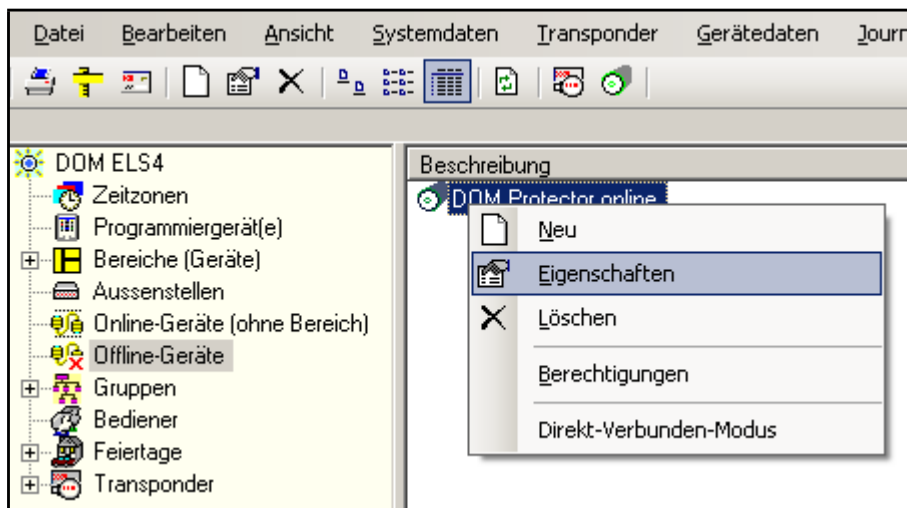 Datei Bearbeiten Ansicht Systemdaten Transponder Gerätedaten Journ
DOM ELS4
Zeitzonen
Programmiergerät(e)
Bereiche (Geräte)
Aussenstellen
Online-Geräte (ohne Bereich)
Offline-Geräte
Gruppen
Bediener
Feiertage
Transponder
Beschreibung
DOM Protector online
Neu
Eigenschaften
Löschen
Berechtigungen
Direkt-Verbunden-Modus